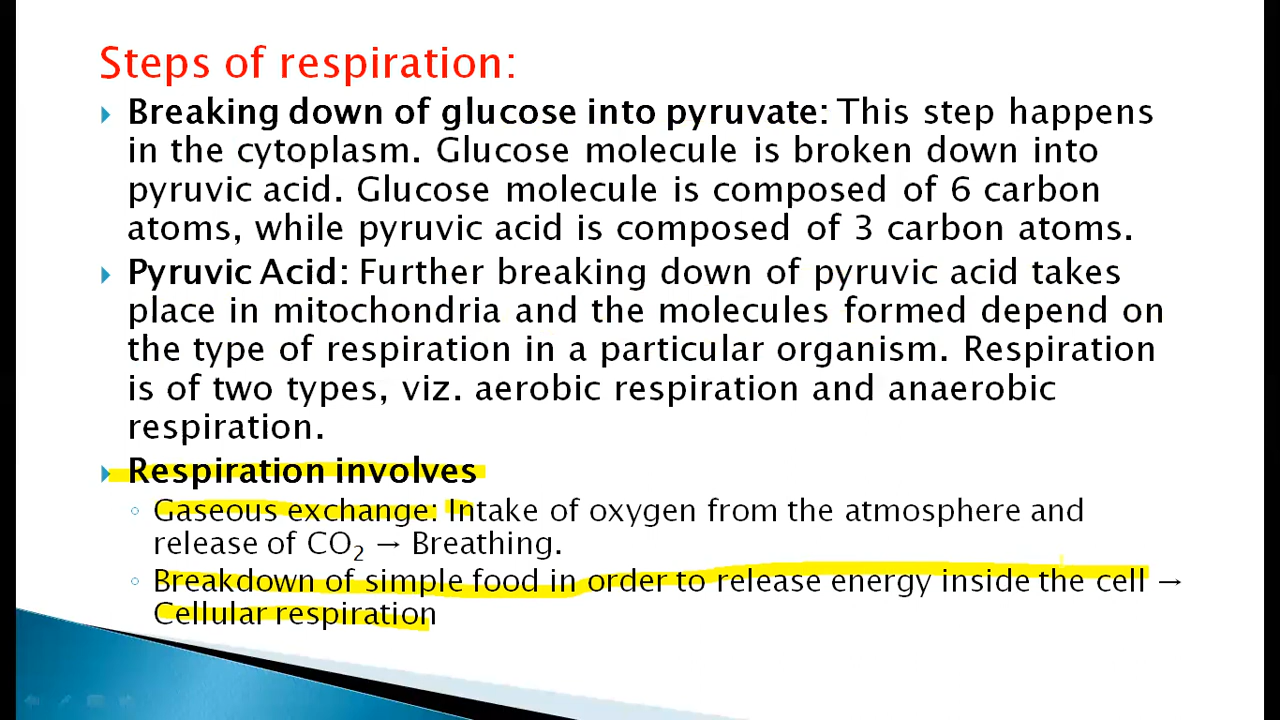 Steps of respiration:
Breaking down of glucose into pyruvate: This step happens
in the cytoplasm. Glucose molecule is broken down into
pyruvic acid. Glucose molecule is composed of 6 carbon
atoms, while pyruvic acid is composed of 3 carbon atoms.
Pyruvic Acid: Further breaking down of pyruvic acid takes
place in mitochondria and the molecules formed depend on
the type of respiration in a particular organism. Respiration
is of two types, viz. aerobic respiration and anaerobic
respiration.
Respiration involves
Gaseous exchange: Intake of oxygen from the atmosphere and
release of CO₂ → Breathing.
Breakdown of simple food in order to release energy inside the cell →
Cellular respiration